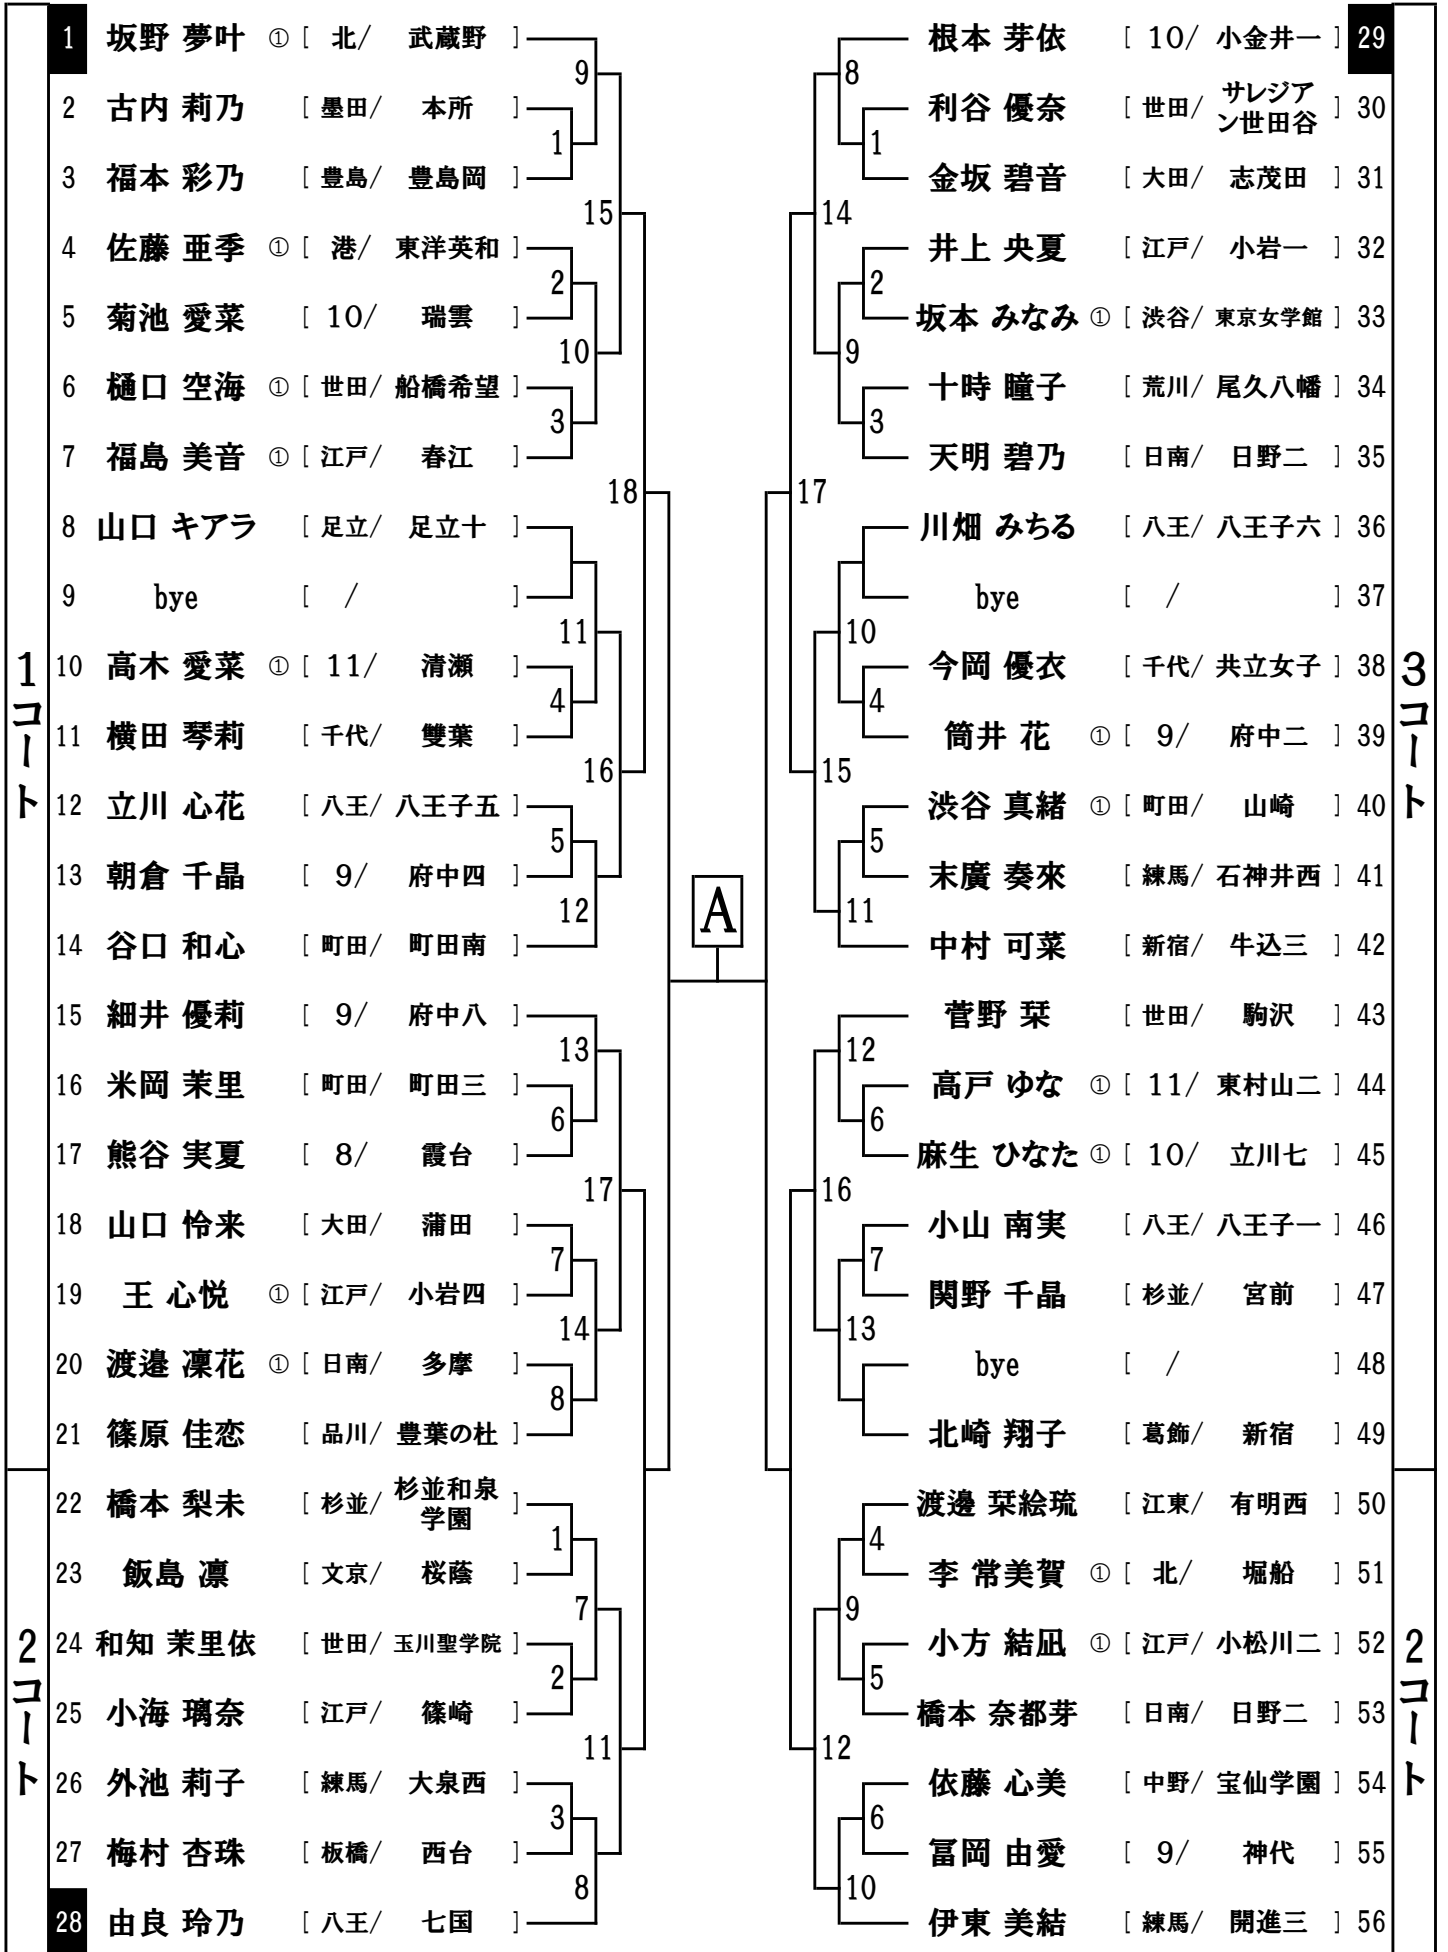 1コート
1 坂野 夢叶 ① [ 北/ 武蔵野 ]
2 古内 莉乃 [ 墨田/ 本所 ]
3 福本 彩乃 [ 豊島/ 豊島岡 ]
4 佐藤 亜季 ① [ 港/ 東洋英和 ]
5 菊池 愛菜 [ 10/ 瑞雲 ]
6 樋口 空海 ① [ 世田/ 船橋希望 ]
7 福島 美音 ① [ 江戸/ 春江 ]
8 山口 キアラ [ 足立/ 足立十 ]
9 bye [ / ]
10 高木 愛菜 ① [ 11/ 清瀬 ]
11 横田 琴莉 [ 千代/ 雙葉 ]
12 立川 心花 [ 八王/ 八王子五 ]
13 朝倉 千晶 [ 9/ 府中四 ]
14 谷口 和心 [ 町田/ 町田南 ]
15 細井 優莉 [ 9/ 府中八 ]
16 米岡 茉里 [ 町田/ 町田三 ]
17 熊谷 実夏 [ 8/ 霞台 ]
18 山口 怜来 [ 大田/ 蒲田 ]
19 王 心悦 ① [ 江戸/ 小岩四 ]
20 渡邉 凜花 ① [ 日南/ 多摩 ]
21 篠原 佳恋 [ 品川/ 豊葉の杜 ]
2コート
22 橋本 梨未 [ 杉並/ 杉並和泉
学園 ]
23 飯島 凛 [ 文京/ 桜蔭 ]
24 和知 茉里依 [ 世田/ 玉川聖学院 ]
25 小海 璃奈 [ 江戸/ 篠崎 ]
26 外池 莉子 [ 練馬/ 大泉西 ]
27 梅村 杏珠 [ 板橋/ 西台 ]
28 由良 玲乃 [ 八王/ 七国 ]
9
1
15
2
10
3
18
11
4
16
5
12
13
6
17
7
14
8
1
7
2
11
3
8
A
8
1
14
2
9
3
17
10
4
15
5
11
12
6
16
7
13
4
9
5
12
6
10
根本 芽依 [ 10/ 小金井一 ] 29
利谷 優奈 [ 世田/ サレジア
ン世田谷 ] 30
金坂 碧音 [ 大田/ 志茂田 ] 31
井上 央夏 [ 江戸/ 小岩一 ] 32
坂本 みなみ ① [ 渋谷/ 東京女学館 ] 33
十時 瞳子 [ 荒川/ 尾久八幡 ] 34
天明 碧乃 [ 日南/ 日野二 ] 35
川畑 みちる [ 八王/ 八王子六 ] 36
bye [ / ] 37
今岡 優衣 [ 千代/ 共立女子 ] 38
筒井 花 ① [ 9/ 府中二 ] 39
渋谷 真緒 ① [ 町田/ 山崎 ] 40
末廣 奏來 [ 練馬/ 石神井西 ] 41
中村 可菜 [ 新宿/ 牛込三 ] 42
菅野 栞 [ 世田/ 駒沢 ] 43
高戸 ゆな ① [ 11/ 東村山二 ] 44
麻生 ひなた ① [ 10/ 立川七 ] 45
小山 南実 [ 八王/ 八王子一 ] 46
関野 千晶 [ 杉並/ 宮前 ] 47
bye [ / ] 48
北崎 翔子 [ 葛飾/ 新宿 ] 49
3コート
渡邊 栞絵琉 [ 江東/ 有明西 ] 50
李 常美賀 ① [ 北/ 堀船 ] 51
小方 結凪 ① [ 江戸/ 小松川二 ] 52
橋本 奈都芽 [ 日南/ 日野二 ] 53
依藤 心美 [ 中野/ 宝仙学園 ] 54
冨岡 由愛 [ 9/ 神代 ] 55
伊東 美結 [ 練馬/ 開進三 ] 56
2コート